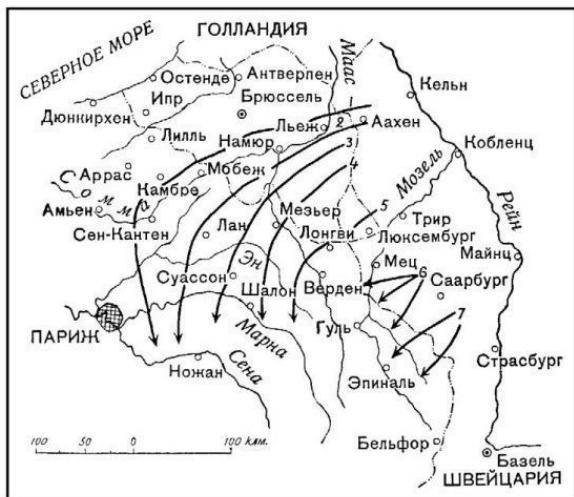 ГОЛЛАНДИЯ
СЕВЕРНОЕ МОРЕ
Маас
Остенде
Антверпен
Кельн
Ипр
Брюссель
Дюнкирхен
Льеж
2
Аахен
Лилль
3
Намюр
4
Кобленц
Аррас
Мобеж
Мозель
Рейн
Сомма
Камбре
1
5
Амьен
Мезьер
Трир
Сен-Кантен
Лан
Лонгви
Люксембург
Майнц
Эн
Мец
6
Суассон
Саарбург
Шалон
Верден
7
ПАРИЖ
Марна
Гуль
Страсбург
Сена
Ножан
Эпиналь
100 0 100 клм.
Бельфор
Базель
ШВЕЙЦАРИЯ